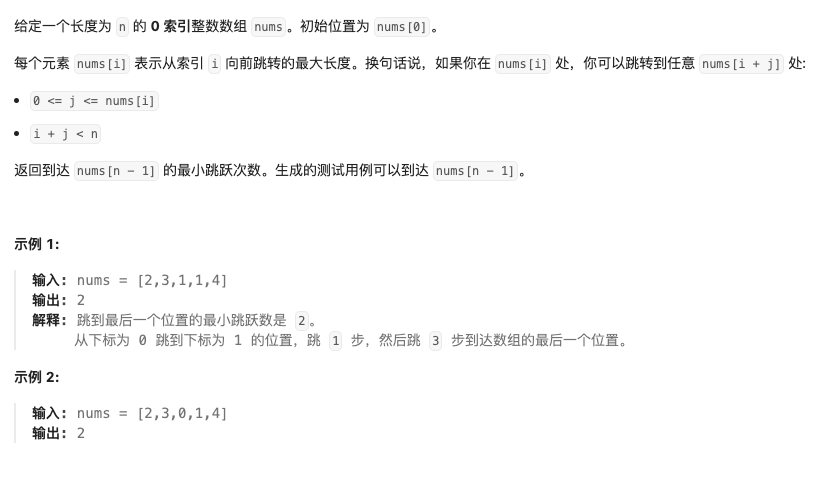 给定一个长度为 n 的 0 索引整数数组 nums。初始位置为 nums[0]。
每个元素 nums[i] 表示从索引 i 向前跳转的最大长度。换句话说，如果你在 nums[i] 处，你可以跳转到任意 nums[i + j] 处:
• 0 <= j <= nums[i]
• i + j < n
返回到达 nums[n - 1] 的最小跳跃次数。生成的测试用例可以到达 nums[n - 1]。
示例 1:
输入: nums = [2,3,1,1,4]
输出: 2
解释: 跳到最后一个位置的最小跳跃数是 2。
从下标为 0 跳到下标为 1 的位置，跳 1 步，然后跳 3 步到达数组的最后一个位置。
示例 2:
输入: nums = [2,3,0,1,4]
输出: 2